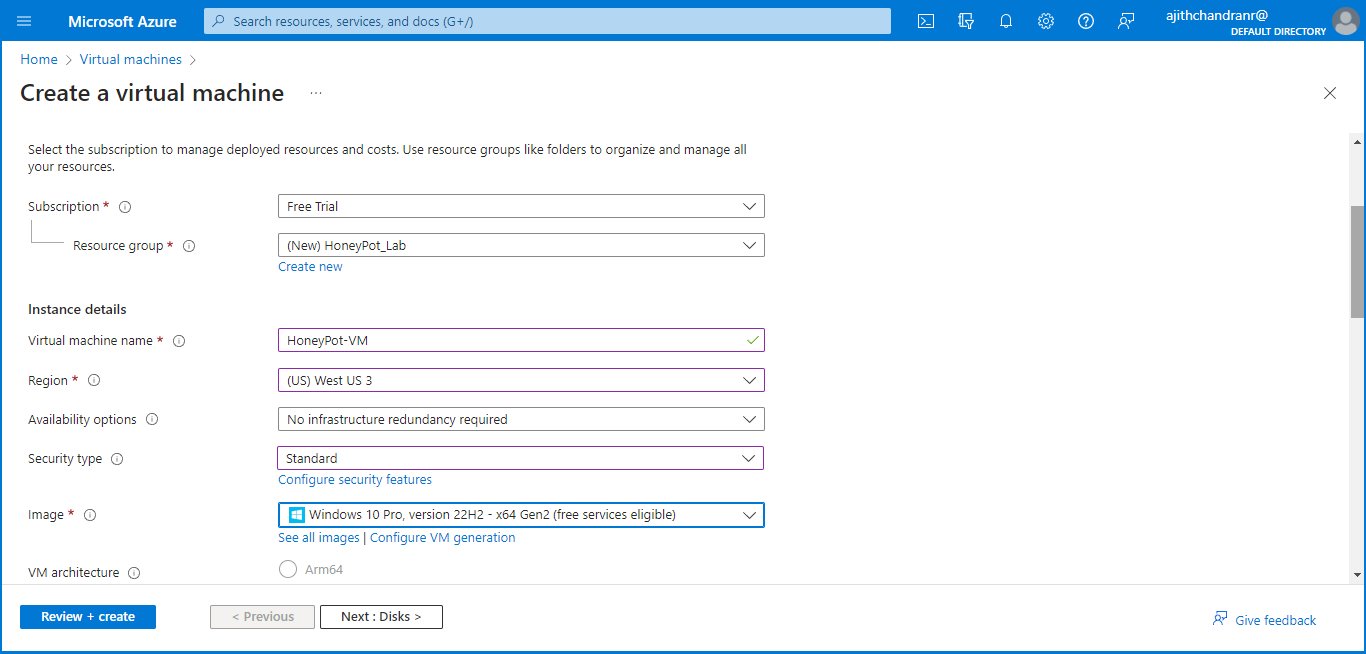 Microsoft Azure
Search resources, services, and docs (G+/)
ajithchandranr@
DEFAULT DIRECTORY
Home > Virtual machines >
Create a virtual machine ...
Select the subscription to manage deployed resources and costs. Use resource groups like folders to organize and manage all
your resources.
Subscription *
Free Trial
Resource group *
(New) HoneyPot_Lab
Create new
Instance details
Virtual machine name *
HoneyPot-VM
Region *
(US) West US 3
Availability options
No infrastructure redundancy required
Security type
Standard
Configure security features
Image *
Windows 10 Pro, version 22H2 - x64 Gen2 (free services eligible)
See all images | Configure VM generation
VM architecture
Arm64
Review + create
< Previous
Next : Disks >
Give feedback